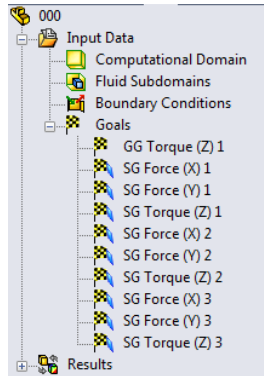 000
Input Data
Computational Domain
Fluid Subdomains
Boundary Conditions
Goals
GG Torque (Z) 1
SG Force (X) 1
SG Force (Y) 1
SG Torque (Z) 1
SG Force (X) 2
SG Force (Y) 2
SG Torque (Z) 2
SG Force (X) 3
SG Force (Y) 3
SG Torque (Z) 3
Results